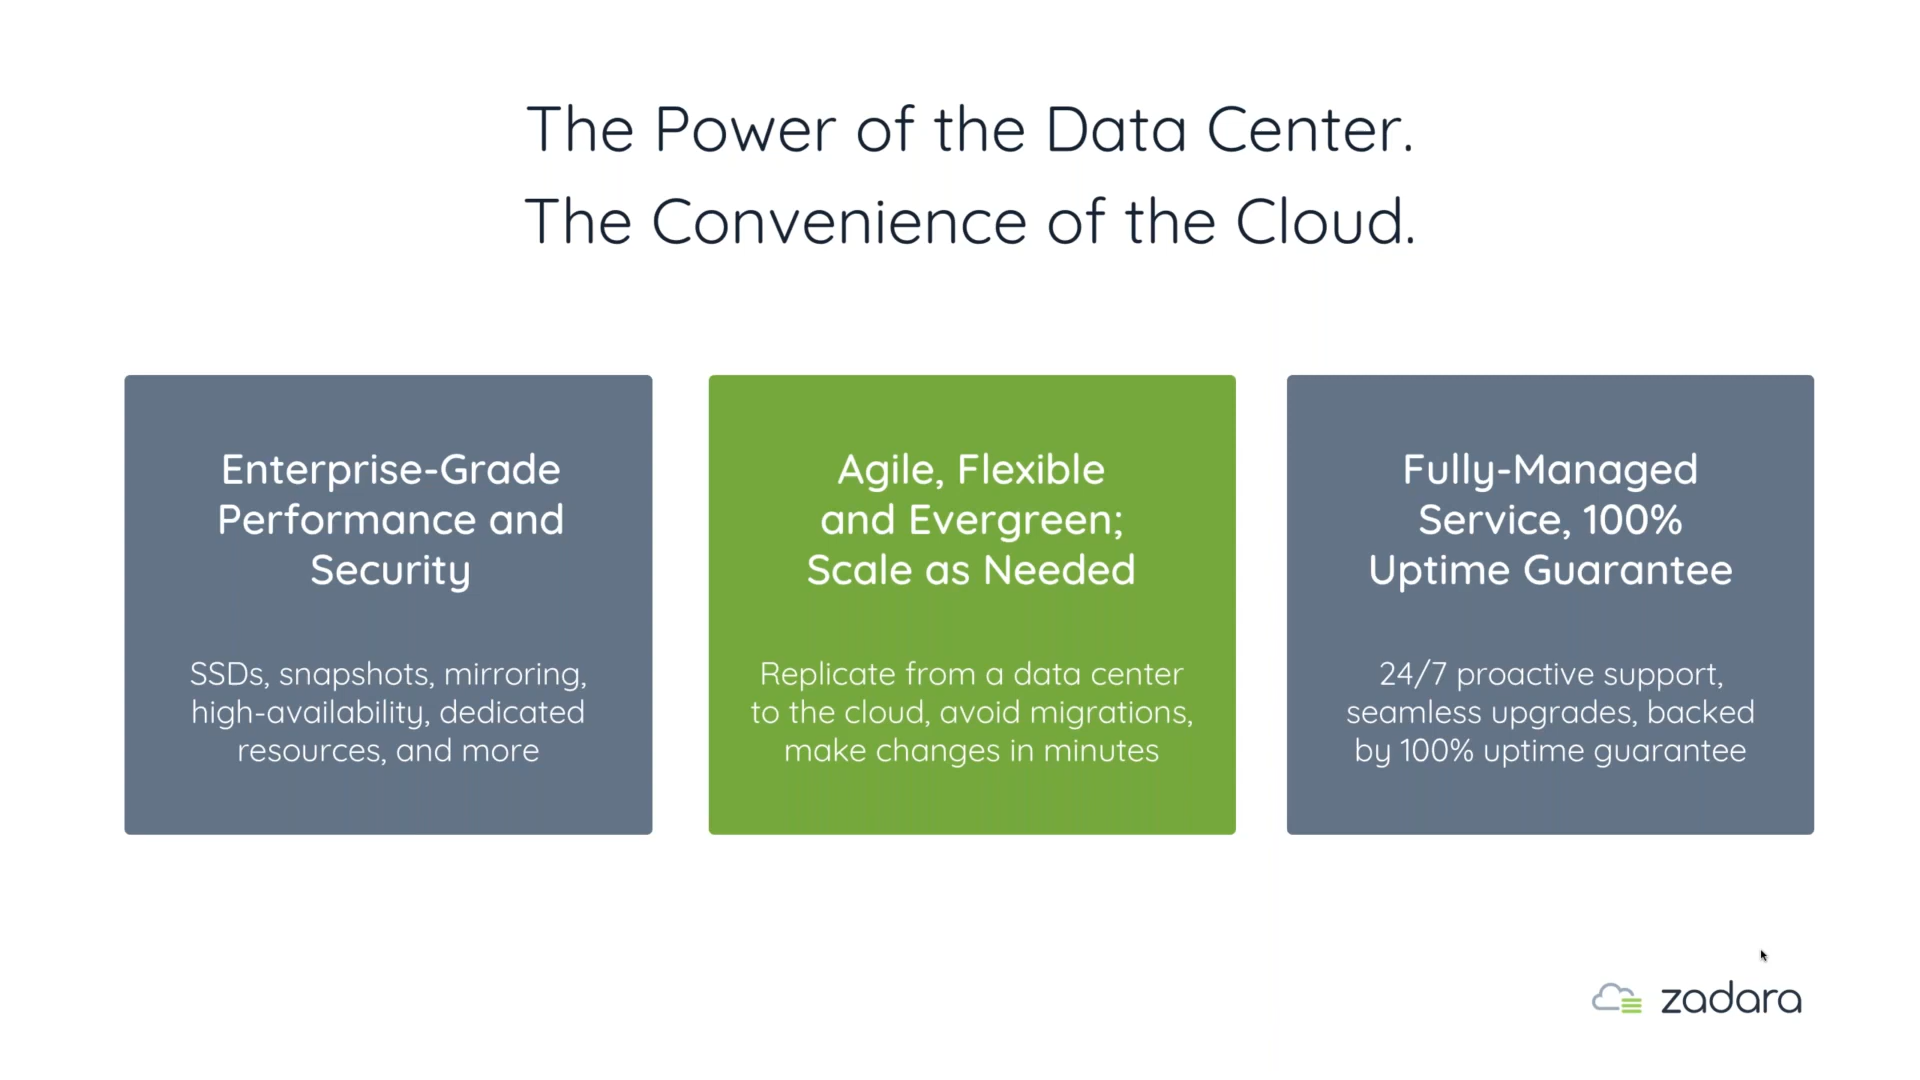 The Power of the Data Center.
The Convenience of the Cloud.
Enterprise-Grade
Performance and
Security
SSDs, snapshots, mirroring,
high-availability, dedicated
resources, and more
Agile, Flexible
and Evergreen;
Scale as Needed
Replicate from a data center
to the cloud, avoid migrations,
make changes in minutes
Fully-Managed
Service, 100%
Uptime Guarantee
24/7 proactive support,
seamless upgrades, backed
by 100% uptime guarantee
zadara